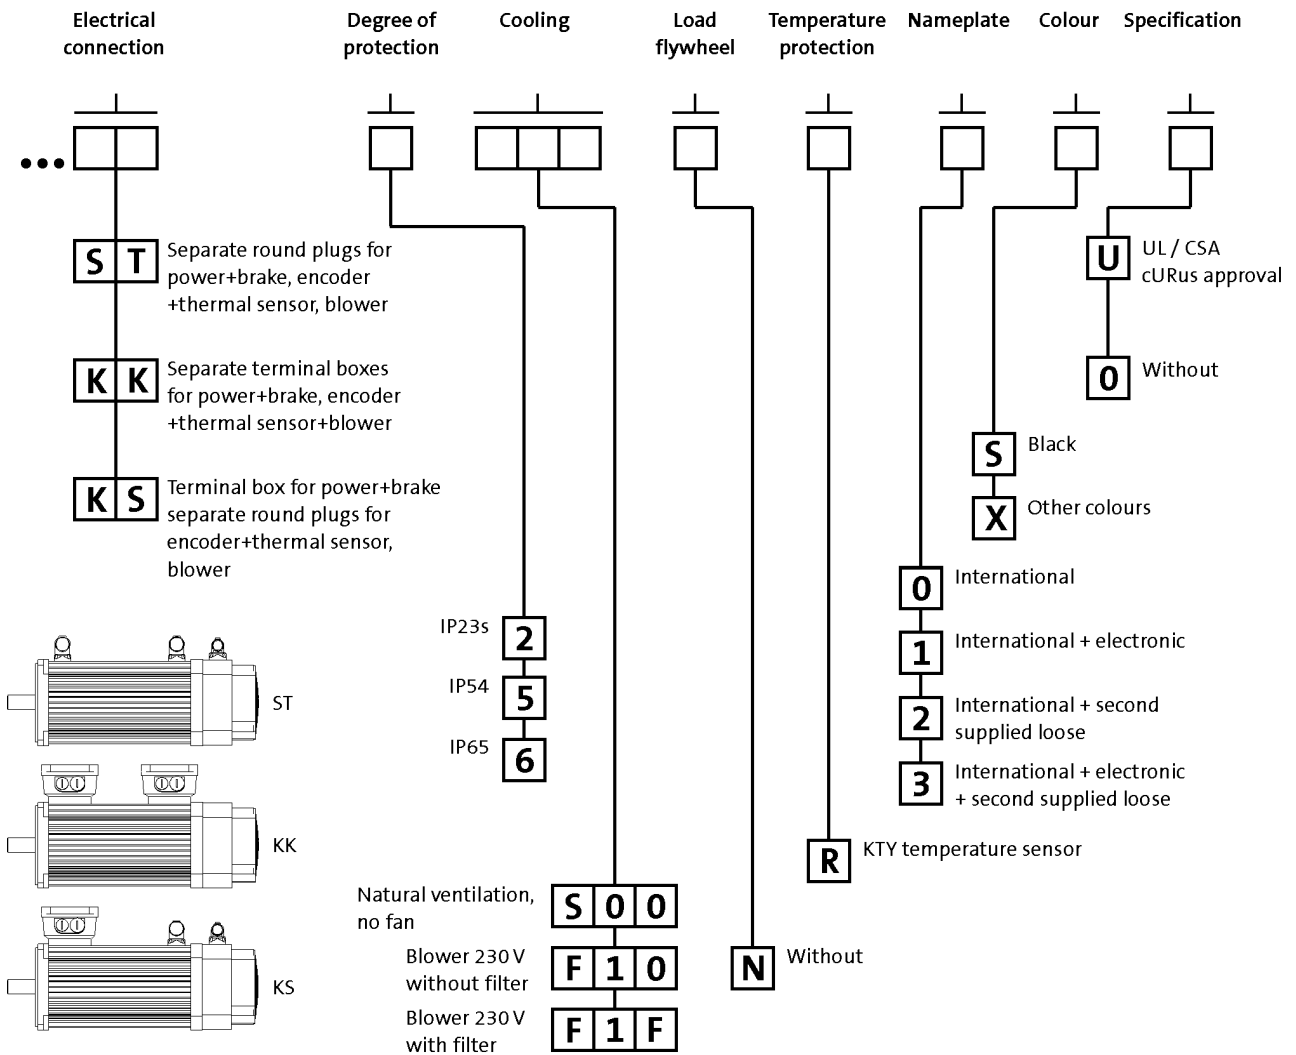 Electrical
connection
Degree of
protection
Cooling
Load
flywheel
Temperature
protection
Nameplate
Colour
Specification
...
S T
Separate round plugs for
power+brake, encoder
+thermal sensor, blower
K K
Separate terminal boxes
for power+brake, encoder
+thermal sensor+blower
K S
Terminal box for power+brake
separate round plugs for
encoder+thermal sensor,
blower
U
UL / CSA
cURus approval
0
Without
S
Black
X
Other colours
0
International
1
International + electronic
2
International + second
supplied loose
3
International + electronic
+ second supplied loose
IP23s
2
IP54
5
IP65
6
ST
KK
KS
R
KTY temperature sensor
Natural ventilation,
no fan
S 0 0
Blower 230 V
without filter
F 1 0
Blower 230 V
with filter
F 1 F
N
Without